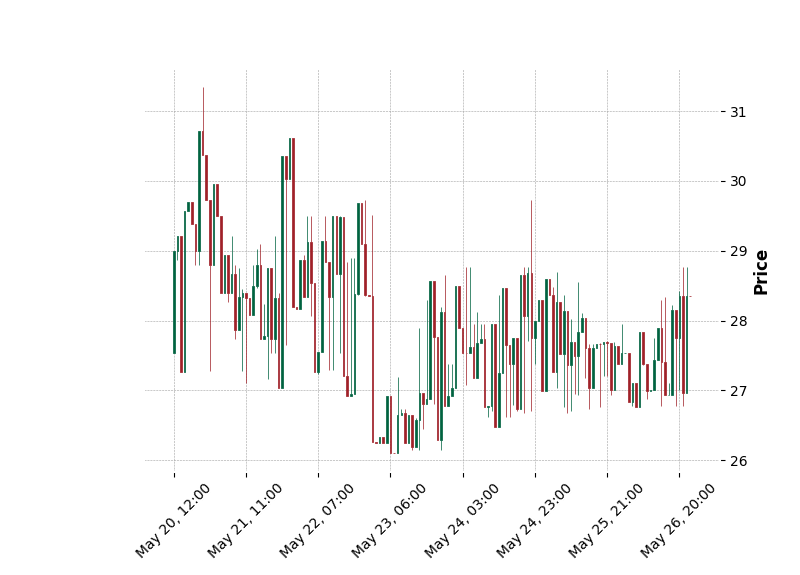 31
30
29
28
27
26
Price
May 20, 12:00
May 21, 11:00
May 22, 07:00
May 23, 06:00
May 24, 03:00
May 24, 23:00
May 25, 21:00
May 26, 20:00